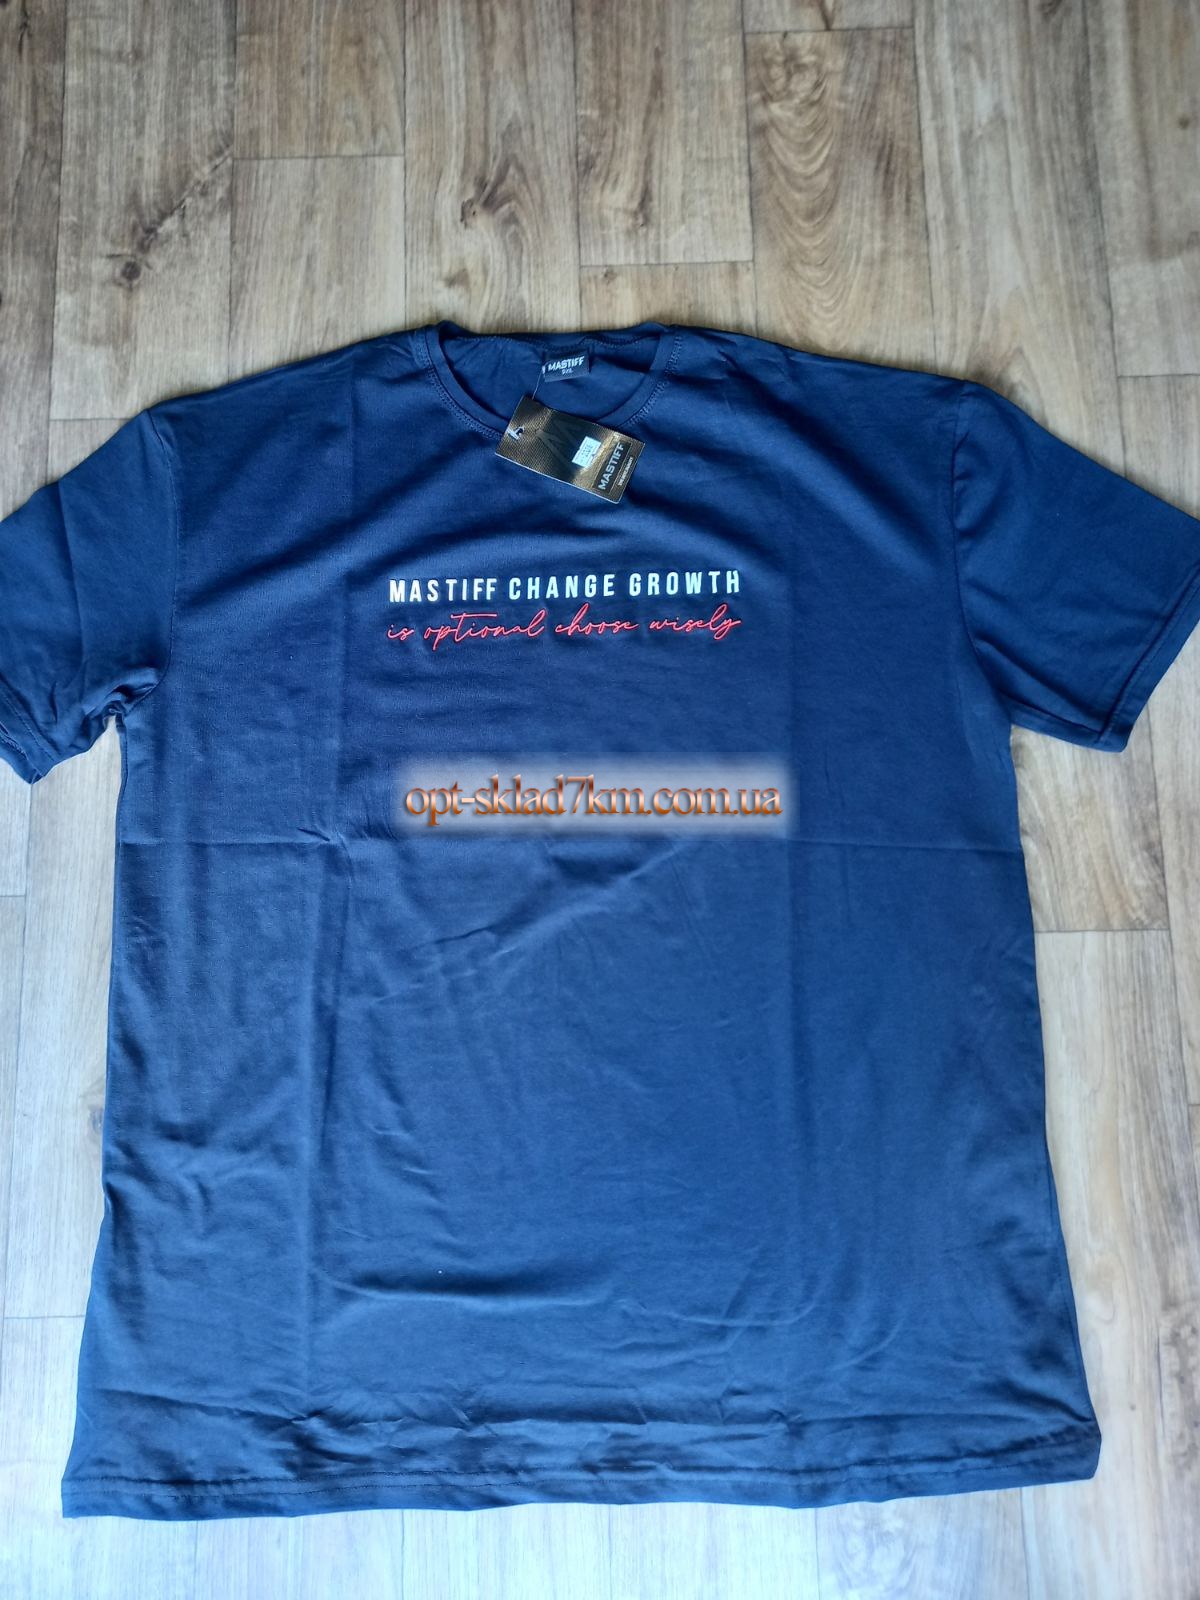 MASTIFF
MASTIFF
MASTIFF CHANGE GROWTH
is optional choose wisely
opt-sklad7km.com.ua